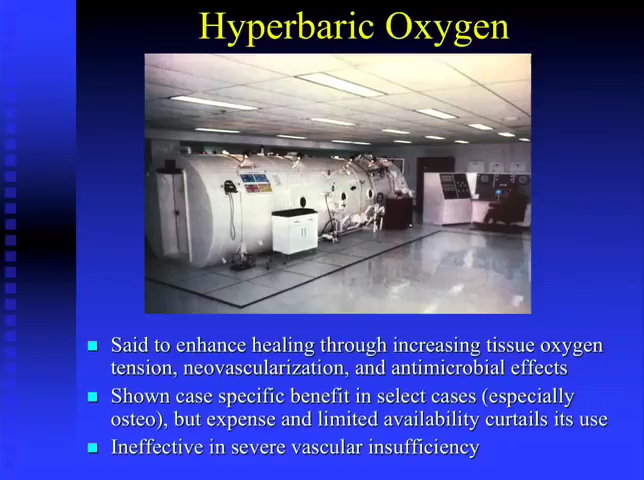 Hyperbaric Oxygen
Said to enhance healing through increasing tissue oxygen
tension, neovascularization, and antimicrobial effects
Shown case specific benefit in select cases (especially
osteo), but expense and limited availability curtails its use
Ineffective in severe vascular insufficiency